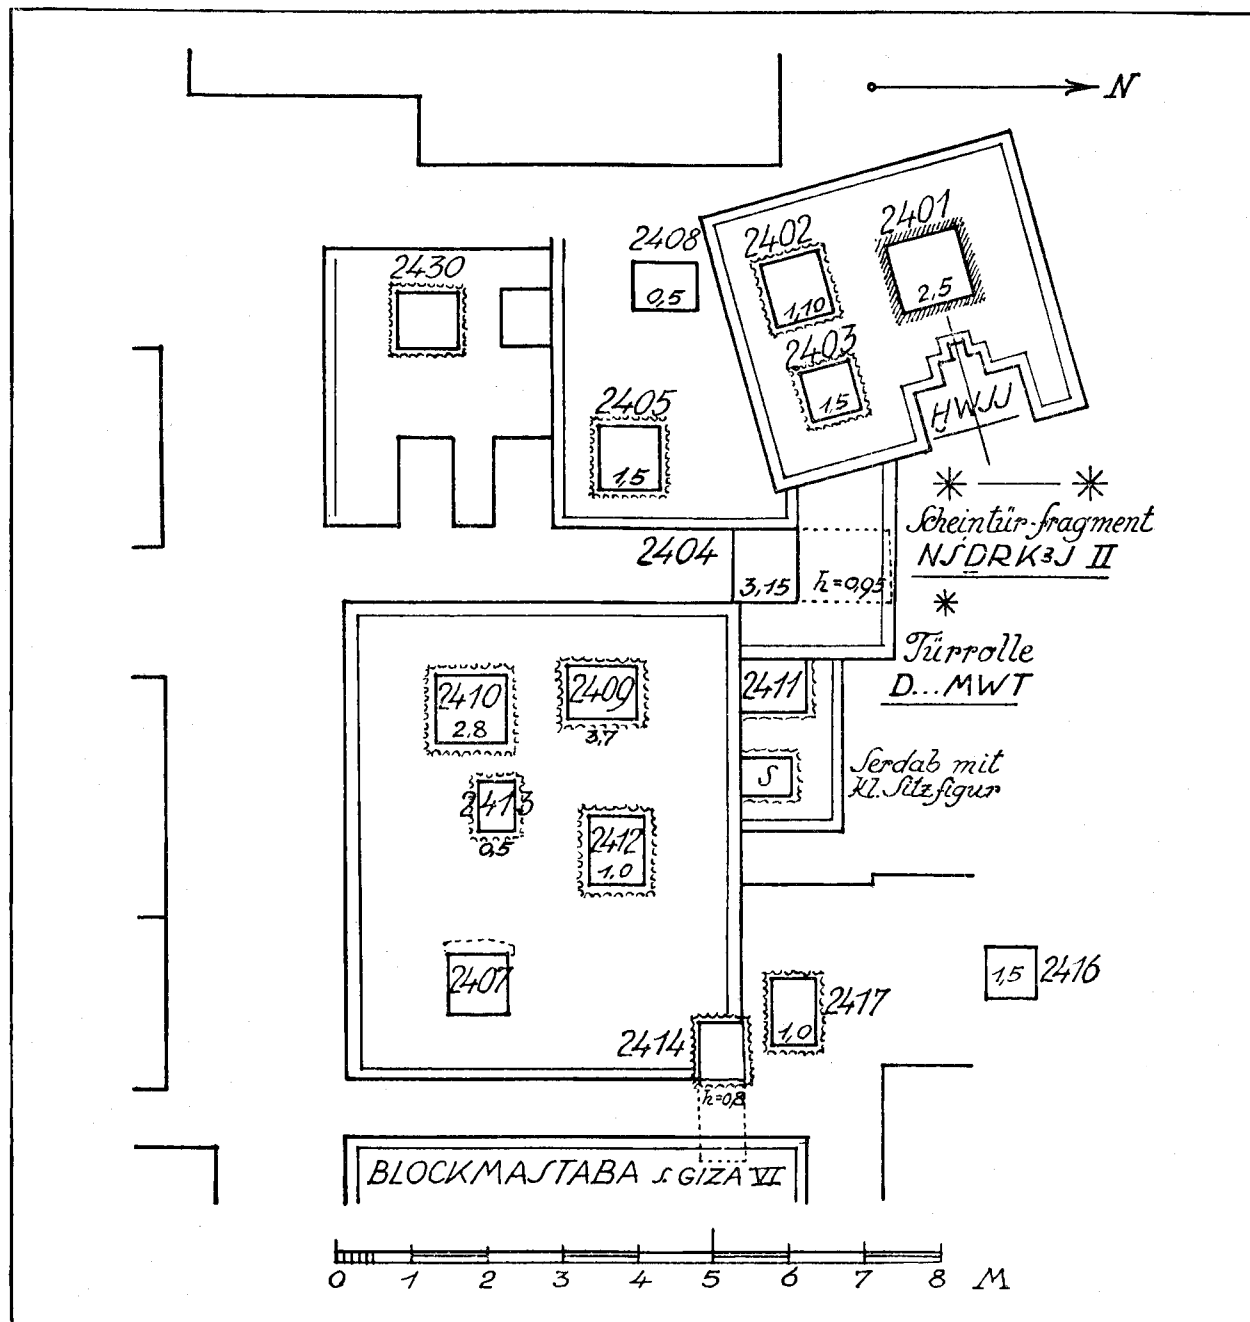 N
2401
2402
2408
2430
2,5
0,5
1,10
2403
1,5
ḤWJJ
2405
1,5
Scheintür-fragment
NŚDRKꜣJ II
2404
3,15
h=0,95
Türrolle
D...MWT
2411
2410
2,8
2409
3,7
Serdab mit
kl. Sitzfigur
S
2413
0,5
2412
1,0
2407
1,5
2416
2417
1,0
2414
h=0,8
BLOCKMASTABA s. GIZA VI
0 1 2 3 4 5 6 7 8 M